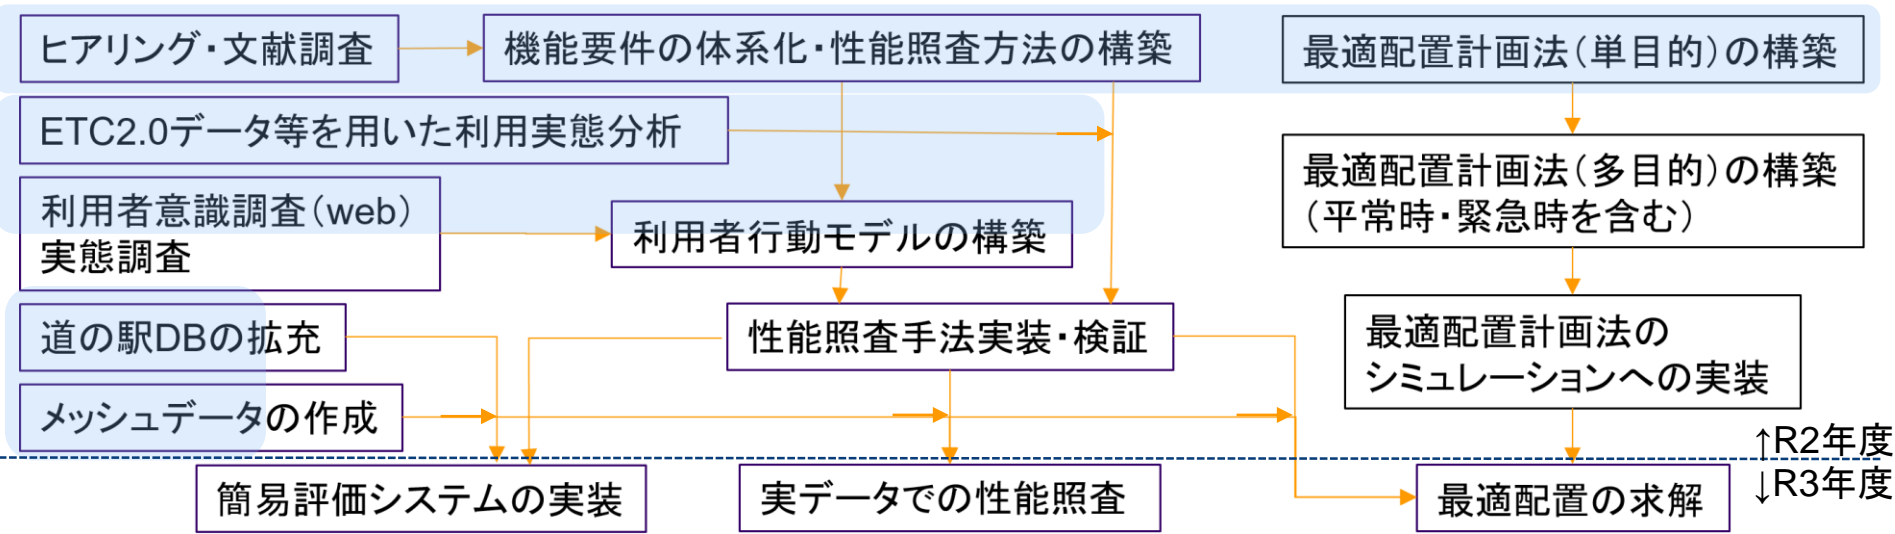 ヒアリング・文献調査
機能要件の体系化・性能照査方法の構築
最適配置計画法（単目的）の構築
ETC2.0データ等を用いた利用実態分析
最適配置計画法（多目的）の構築
（平常時・緊急時を含む）
利用者意識調査（web）
実態調査
利用者行動モデルの構築
道の駅DBの拡充
性能照査手法実装・検証
最適配置計画法の
シミュレーションへの実装
メッシュデータの作成
↑R2年度
↓R3年度
簡易評価システムの実装
実データでの性能照査
最適配置の求解